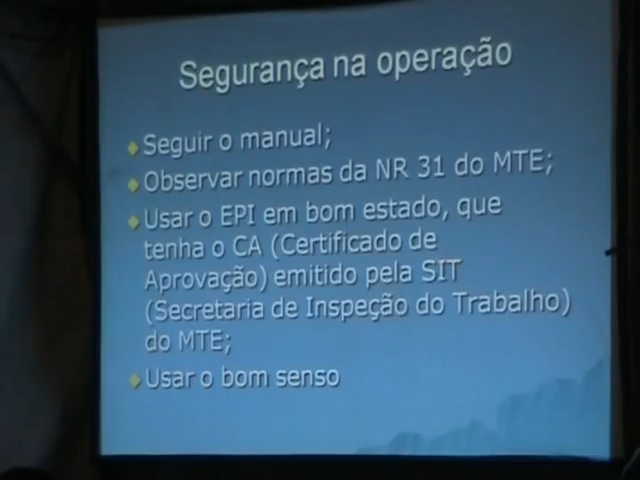 Segurança na operação
Seguir o manual;
Observar normas da NR 31 do MTE;
Usar o EPI em bom estado, que
tenha o CA (Certificado de
Aprovação) emitido pela SIT
(Secretaria de Inspeção do Trabalho)
do MTE;
Usar o bom senso